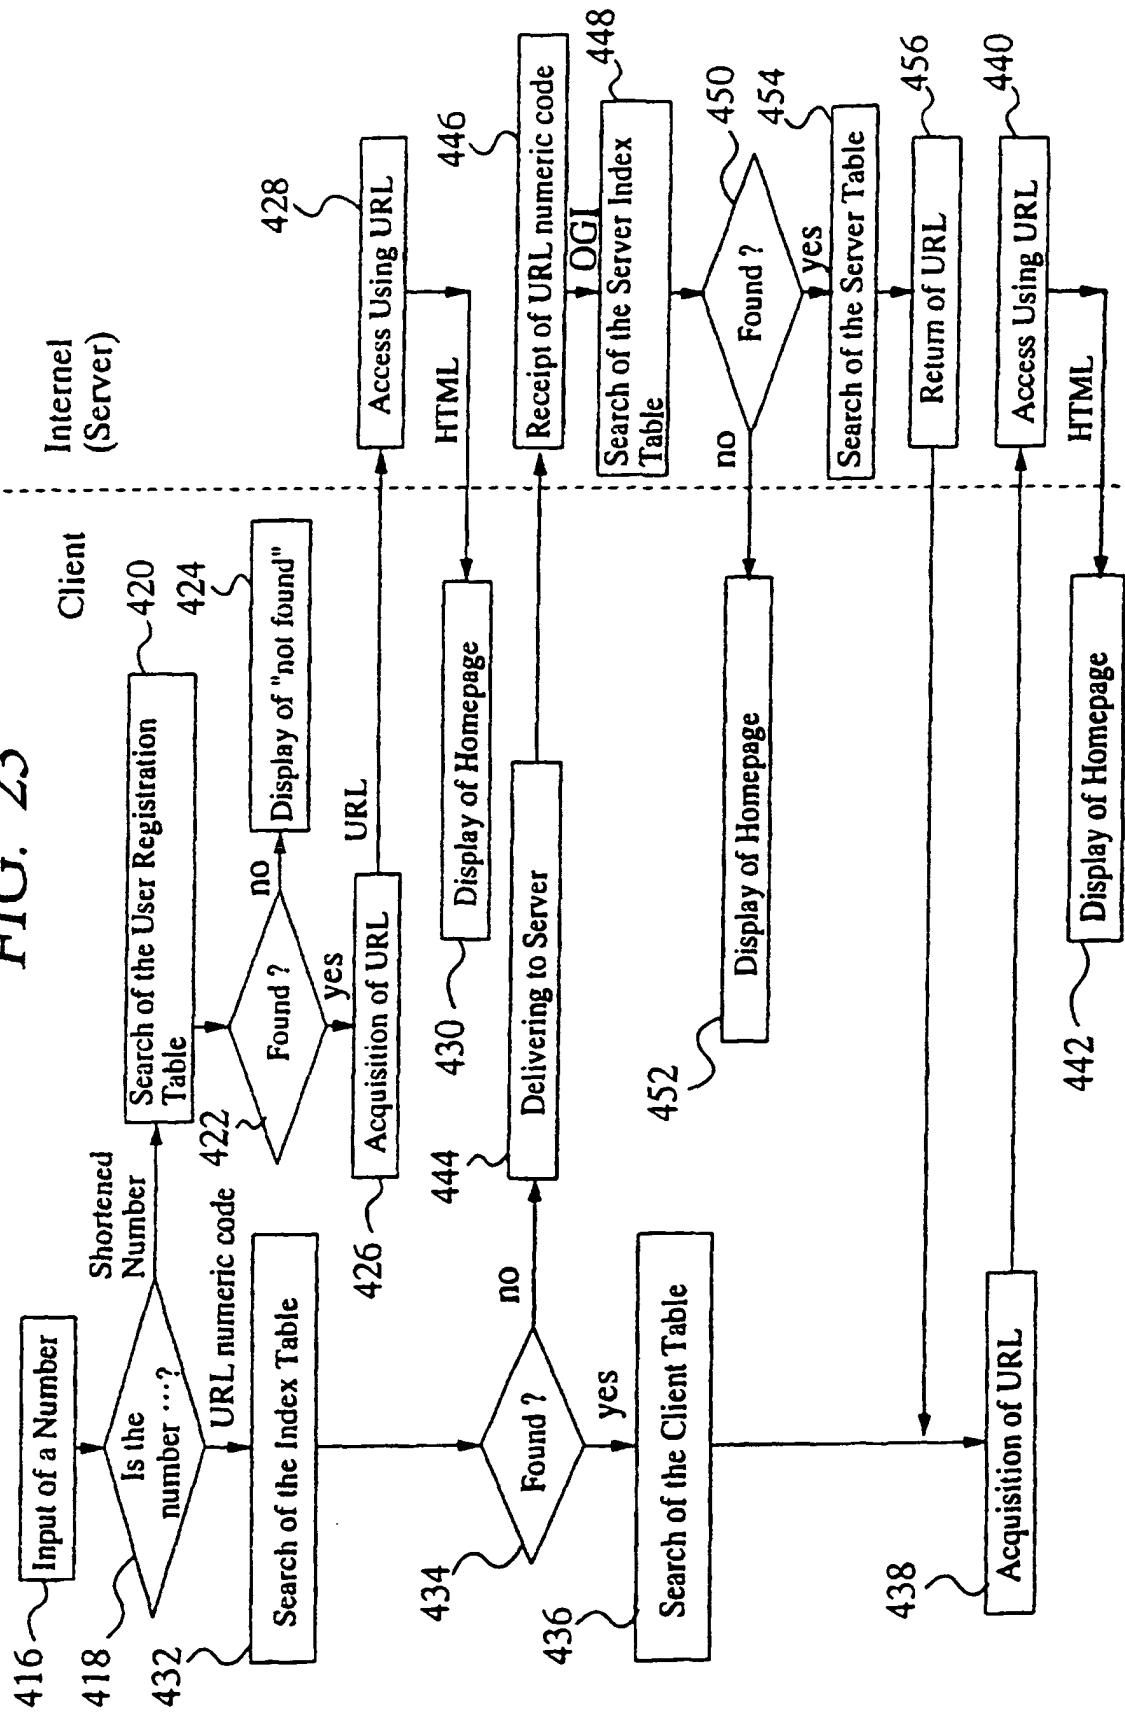 FIG. 23
Client
Internel
(Server)
416
Input of a Number
418
Is the
number ···?
Shortened
Number
URL numeric code
420
Search of the User Registration
Table
422
Found ?
no
424
Display of "not found"
yes
426
Acquisition of URL
URL
428
Access Using URL
HTML
430
Display of Homepage
432
Search of the Index Table
434
Found ?
no
444
Delivering to Server
446
Receipt of URL numeric code
OGI
448
Search of the Server Index
Table
450
Found ?
no
452
Display of Homepage
yes
454
Search of the Server Table
456
Return of URL
yes
436
Search of the Client Table
438
Acquisition of URL
440
Access Using URL
HTML
442
Display of Homepage